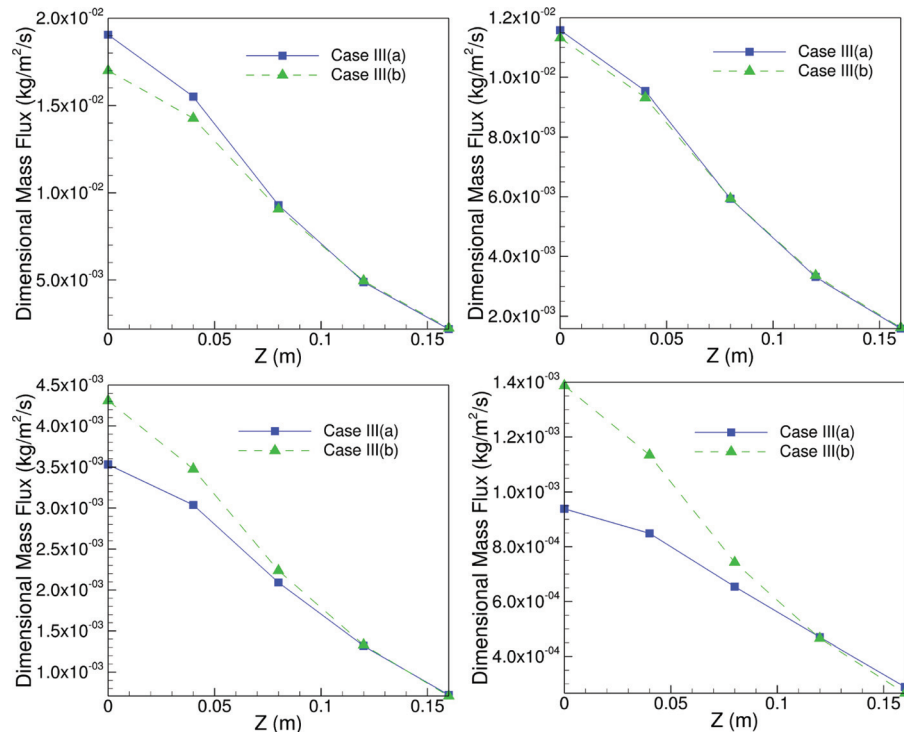 Dimensional Mass Flux (kg/m²/s)
2.0x10⁻⁰²
1.5x10⁻⁰²
1.0x10⁻⁰²
5.0x10⁻⁰³
Case III(a)
Case III(b)
0 0.05 0.1 0.15
Z (m)
Dimensional Mass Flux (kg/m²/s)
1.2x10⁻⁰²
1.0x10⁻⁰²
8.0x10⁻⁰³
6.0x10⁻⁰³
4.0x10⁻⁰³
2.0x10⁻⁰³
Case III(a)
Case III(b)
0 0.05 0.1 0.15
Z (m)
Dimensional Mass Flux (kg/m²/s)
4.5x10⁻⁰³
3.5x10⁻⁰³
3.0x10⁻⁰³
2.0x10⁻⁰³
1.5x10⁻⁰³
1.0x10⁻⁰³
Case III(a)
Case III(b)
0 0.05 0.1 0.15
Z (m)
Dimensional Mass Flux (kg/m²/s)
1.4x10⁻⁰³
1.2x10⁻⁰³
1.0x10⁻⁰³
8.0x10⁻⁰⁴
6.0x10⁻⁰⁴
4.0x10⁻⁰⁴
Case III(a)
Case III(b)
0 0.05 0.1 0.15
Z (m)